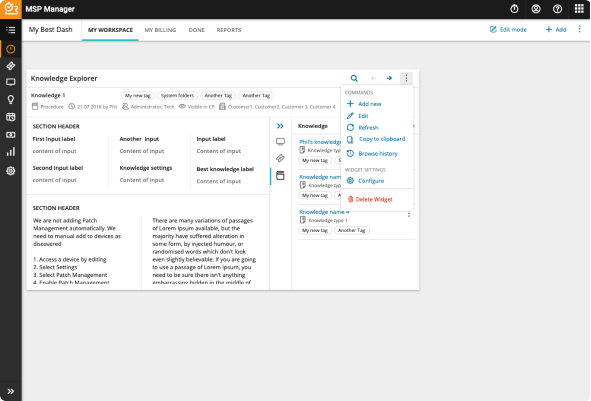 MSP Manager
My Best Dash
MY WORKSPACE
MY BILLING
DONE
REPORTS
Edit mode
Add
Knowledge Explorer
Knowledge 1
My new tag
System folders
Another Tag
Another Tag
Procedure
21.07.2018 by Phil
Administrator, Tech
Visible in CP
Customer1, Customer2, Customer 3, Customer 4
SECTION HEADER
First Input label
Another Input
Input label
content of input
content of input
Content of input
Second Input label
Knowledge settings
Best knowledge label
content of input
content of input
Content of input
SECTION HEADER
We are not adding Patch
Management automatically. We
need to manual add to devices as
discovered
1. Access a device by editing
2. Select Settings
3. Select Patch Management
4. Enable Patch Management
There are many variations of passages
of Lorem Ipsum available, but the
majority have suffered alteration in
some form, by injected humour, or
randomised words which don't look
even slightly believable. If you are going
to use a passage of Lorem Ipsum, you
need to be sure there isn't anything
embarrassing hidden in the middle of
Knowledge
Phil's knowledge
Knowledge type
My new tag
Knowledge nam
Knowledge type
My new tag
Knowledge name 4
Knowledge type 1
My new tag
Another Tag
COMMANDS
Add new
Edit
Refresh
Copy to clipboard
Browse history
WIDGET SETTINGS
Configure
Delete Widget